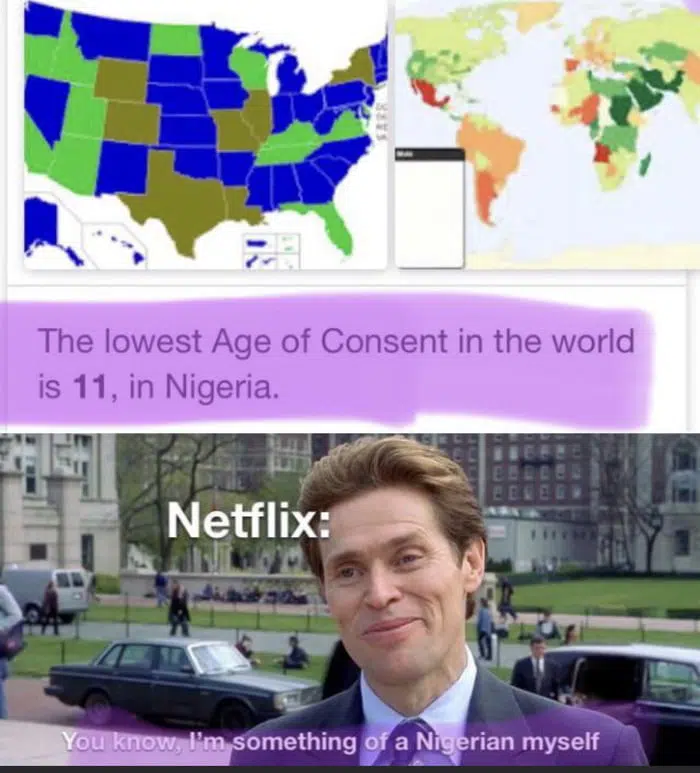 The lowest Age of Consent in the world
is 11, in Nigeria.
Netflix:
You know, I'm something of a Nigerian myself